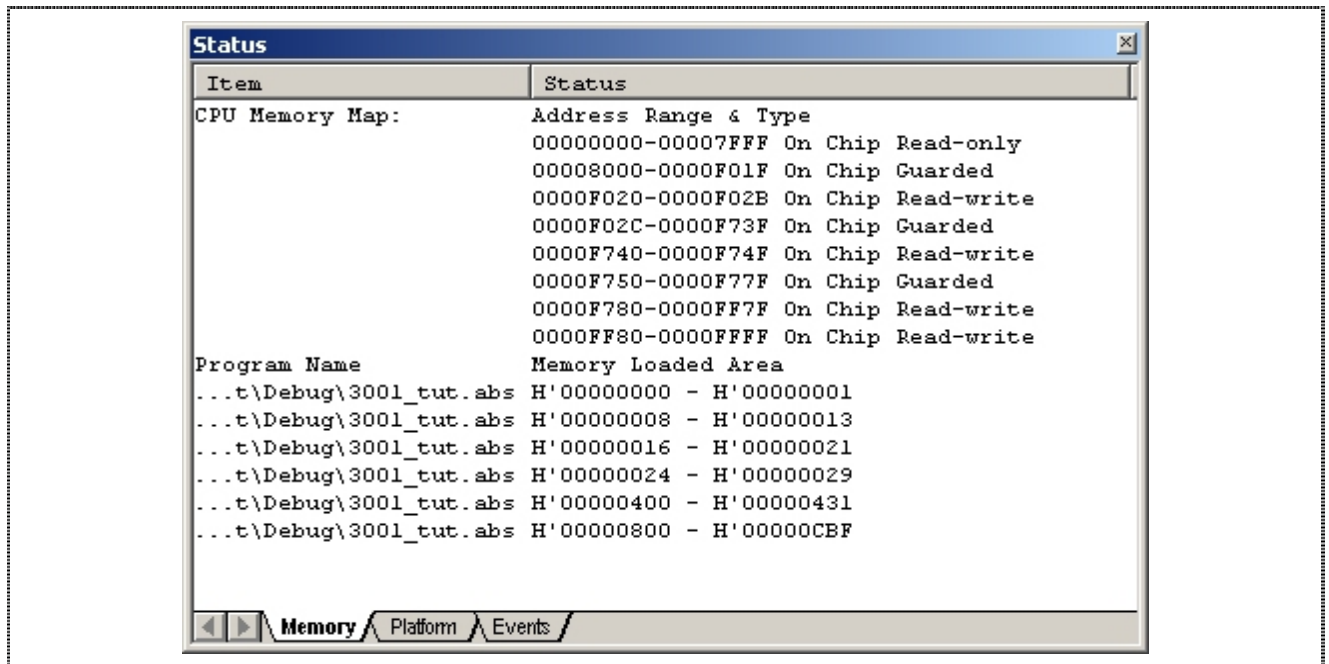 Status
Item Status
CPU Memory Map: Address Range & Type
00000000-00007FFF On Chip Read-only
00008000-0000F01F On Chip Guarded
0000F020-0000F02B On Chip Read-write
0000F02C-0000F73F On Chip Guarded
0000F740-0000F74F On Chip Read-write
0000F750-0000F77F On Chip Guarded
0000F780-0000FF7F On Chip Read-write
0000FF80-0000FFFF On Chip Read-write
Program Name Memory Loaded Area
...t\Debug\3001_tut.abs H'00000000 - H'00000001
...t\Debug\3001_tut.abs H'00000008 - H'00000013
...t\Debug\3001_tut.abs H'00000016 - H'00000021
...t\Debug\3001_tut.abs H'00000024 - H'00000029
...t\Debug\3001_tut.abs H'00000400 - H'00000431
...t\Debug\3001_tut.abs H'00000800 - H'00000CBF
Memory Platform Events